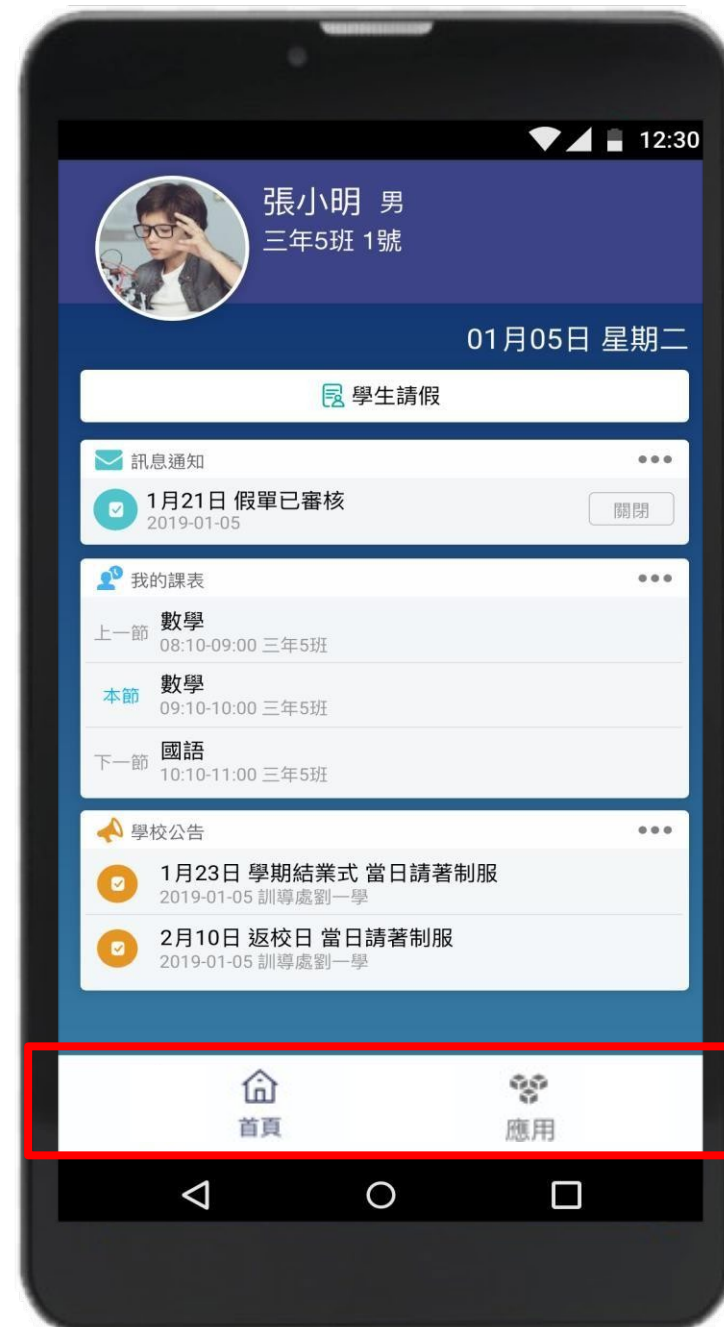 12:30
張小明 男
三年5班 1號
01月05日 星期二
學生請假
訊息通知
1月21日 假單已審核
2019-01-05
關閉
我的課表
上一節 數學
08:10-09:00 三年5班
本節 數學
09:10-10:00 三年5班
下一節 國語
10:10-11:00 三年5班
學校公告
1月23日 學期結業式 當日請著制服
2019-01-05 訓導處劉一學
2月10日 返校日 當日請著制服
2019-01-05 訓導處劉一學
首頁 應用